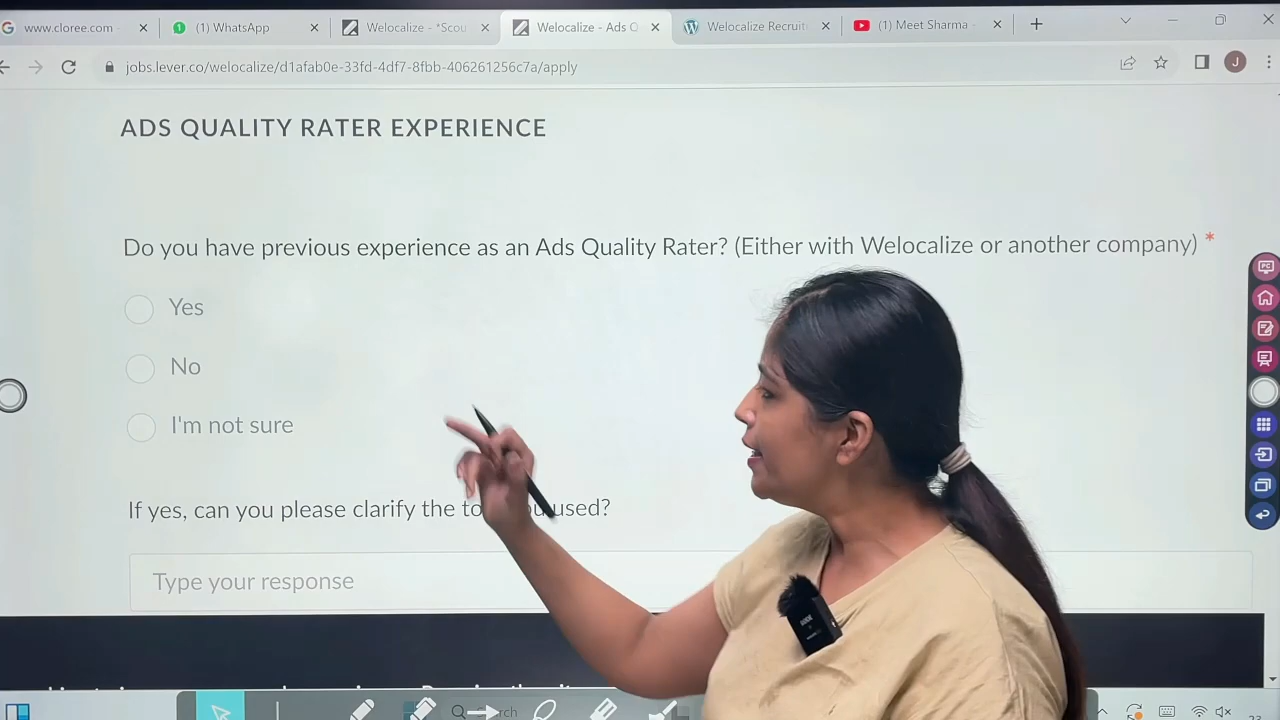 www.cloree.com
(1) WhatsApp
Welocalize - *Scou
Welocalize - Ads Q
Welocalize Recruit
(1) Meet Sharma -
jobs.lever.co/welocalize/d1afab0e-33fd-4df7-8fbb-406261256c7a/apply
J
ADS QUALITY RATER EXPERIENCE
Do you have previous experience as an Ads Quality Rater? (Either with Welocalize or another company) *
Yes
No
I'm not sure
If yes, can you please clarify the used?
Type your response
PC